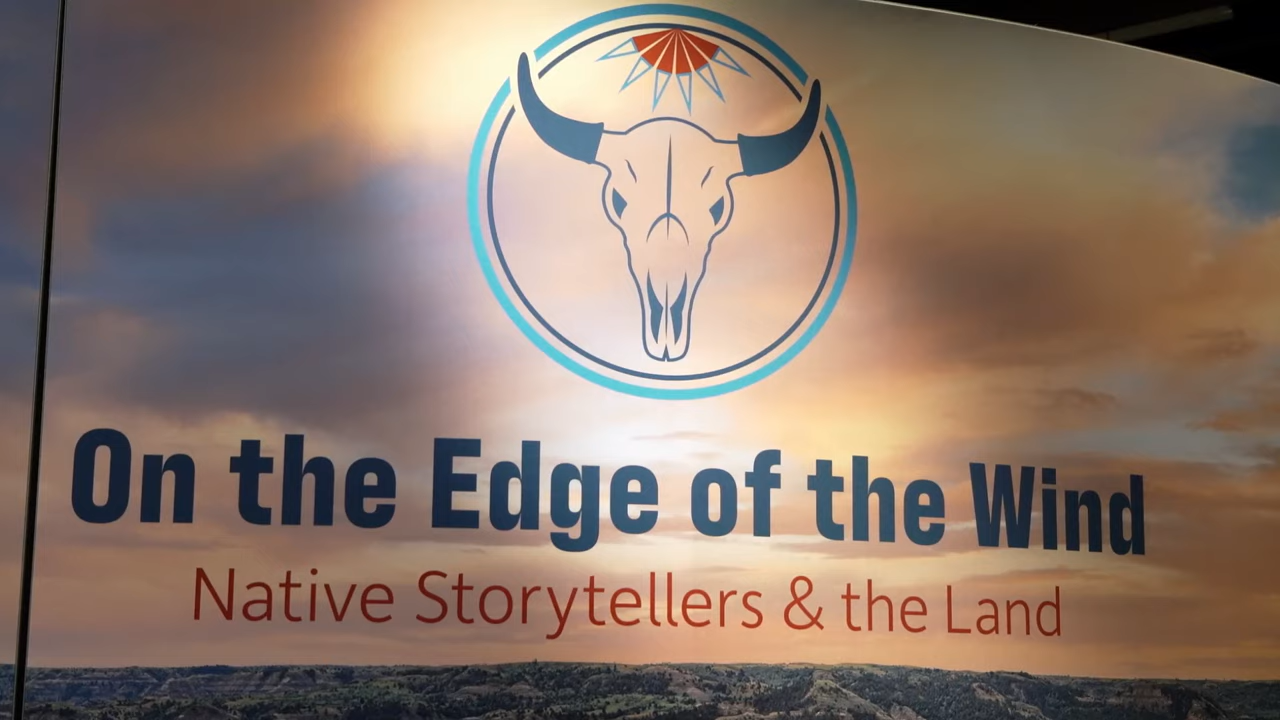 On the Edge of the Wind
Native Storytellers & the Land